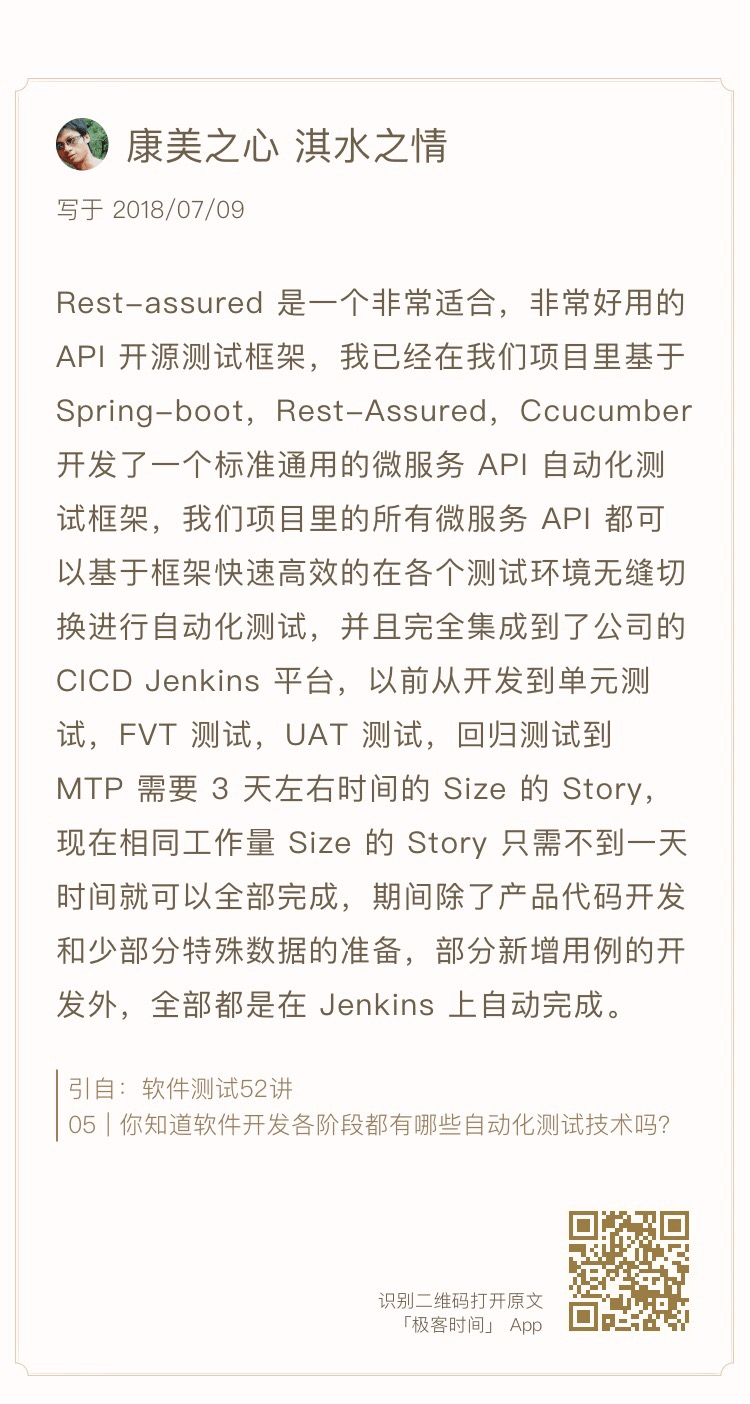 康美之心 淇水之情
写于 2018/07/09
Rest-assured 是一个非常适合，非常好用的
API 开源测试框架，我已经在我们项目里基于
Spring-boot，Rest-Assured，Ccucumber
开发了一个标准通用的微服务 API 自动化测
试框架，我们项目里的所有微服务 API 都可
以基于框架快速高效的在各个测试环境无缝切
换进行自动化测试，并且完全集成到了公司的
CICD Jenkins 平台，以前从开发到单元测
试，FVT 测试，UAT 测试，回归测试到
MTP 需要 3 天左右时间的 Size 的 Story，
现在相同工作量 Size 的 Story 只需不到一天
时间就可以全部完成，期间除了产品代码开发
和少部分特殊数据的准备，部分新增用例的开
发外，全部都是在 Jenkins 上自动完成。
引自：软件测试52讲
05 | 你知道软件开发各阶段都有哪些自动化测试技术吗？
识别二维码打开原文
「极客时间」 App